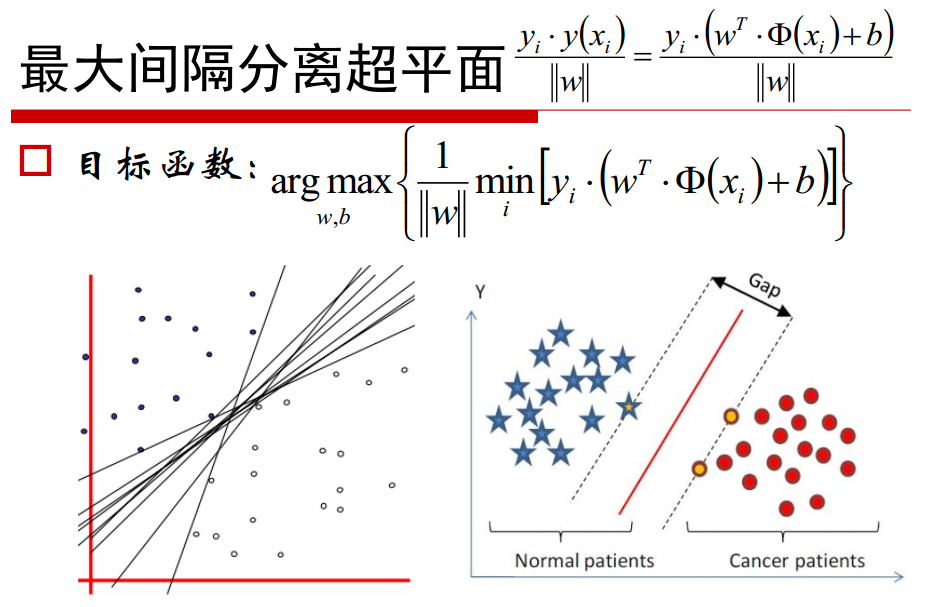 最大间隔分离超平面 $\frac{y_i \cdot y(x_i)}{\|w\|} = \frac{y_i \cdot (w^T \cdot \Phi(x_i) + b)}{\|w\|}$
目标函数: $\underset{w,b}{\arg\max} \left\{ \frac{1}{\|w\|} \min_i \left[ y_i \cdot (w^T \cdot \Phi(x_i) + b) \right] \right\}$
Gap
Y
Normal patients
Cancer patients